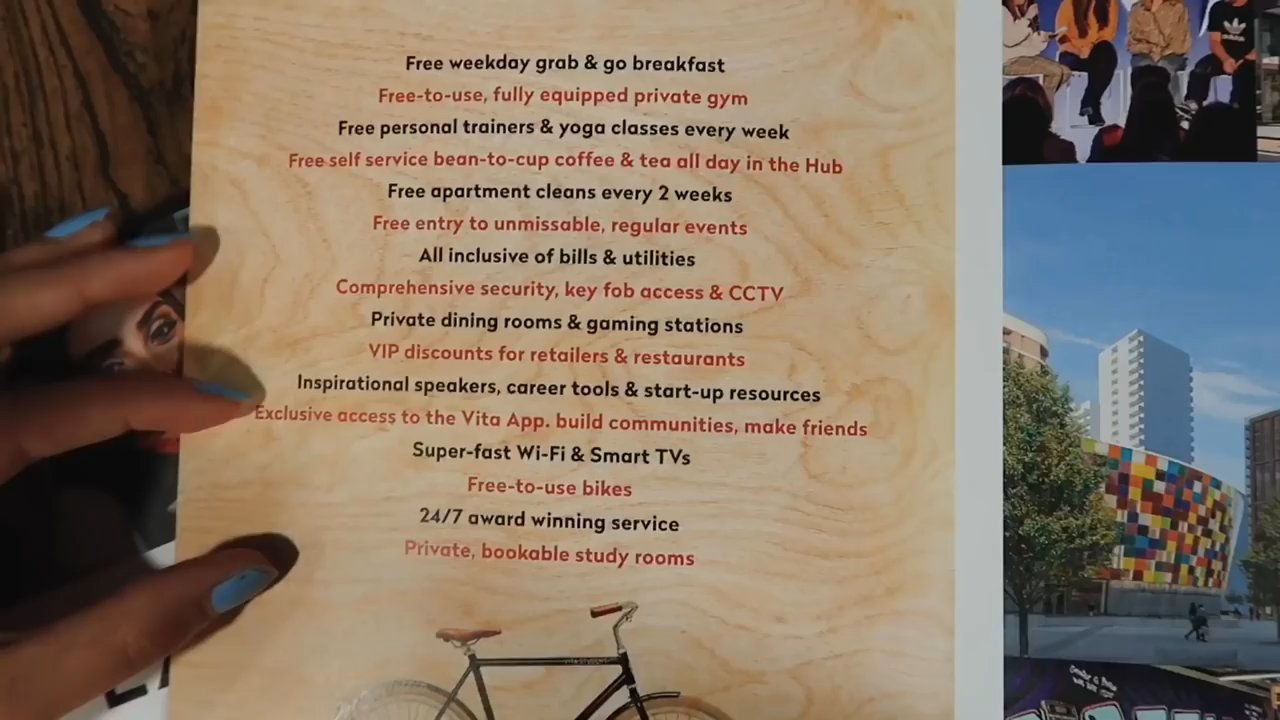 Free weekday grab & go breakfast
Free-to-use, fully equipped private gym
Free personal trainers & yoga classes every week
Free self service bean-to-cup coffee & tea all day in the Hub
Free apartment cleans every 2 weeks
Free entry to unmissable, regular events
All inclusive of bills & utilities
Comprehensive security, key fob access & CCTV
Private dining rooms & gaming stations
VIP discounts for retailers & restaurants
Inspirational speakers, career tools & start-up resources
Exclusive access to the Vita App. build communities, make friends
Super-fast Wi-Fi & Smart TVs
Free-to-use bikes
24/7 award winning service
Private, bookable study rooms
adidas